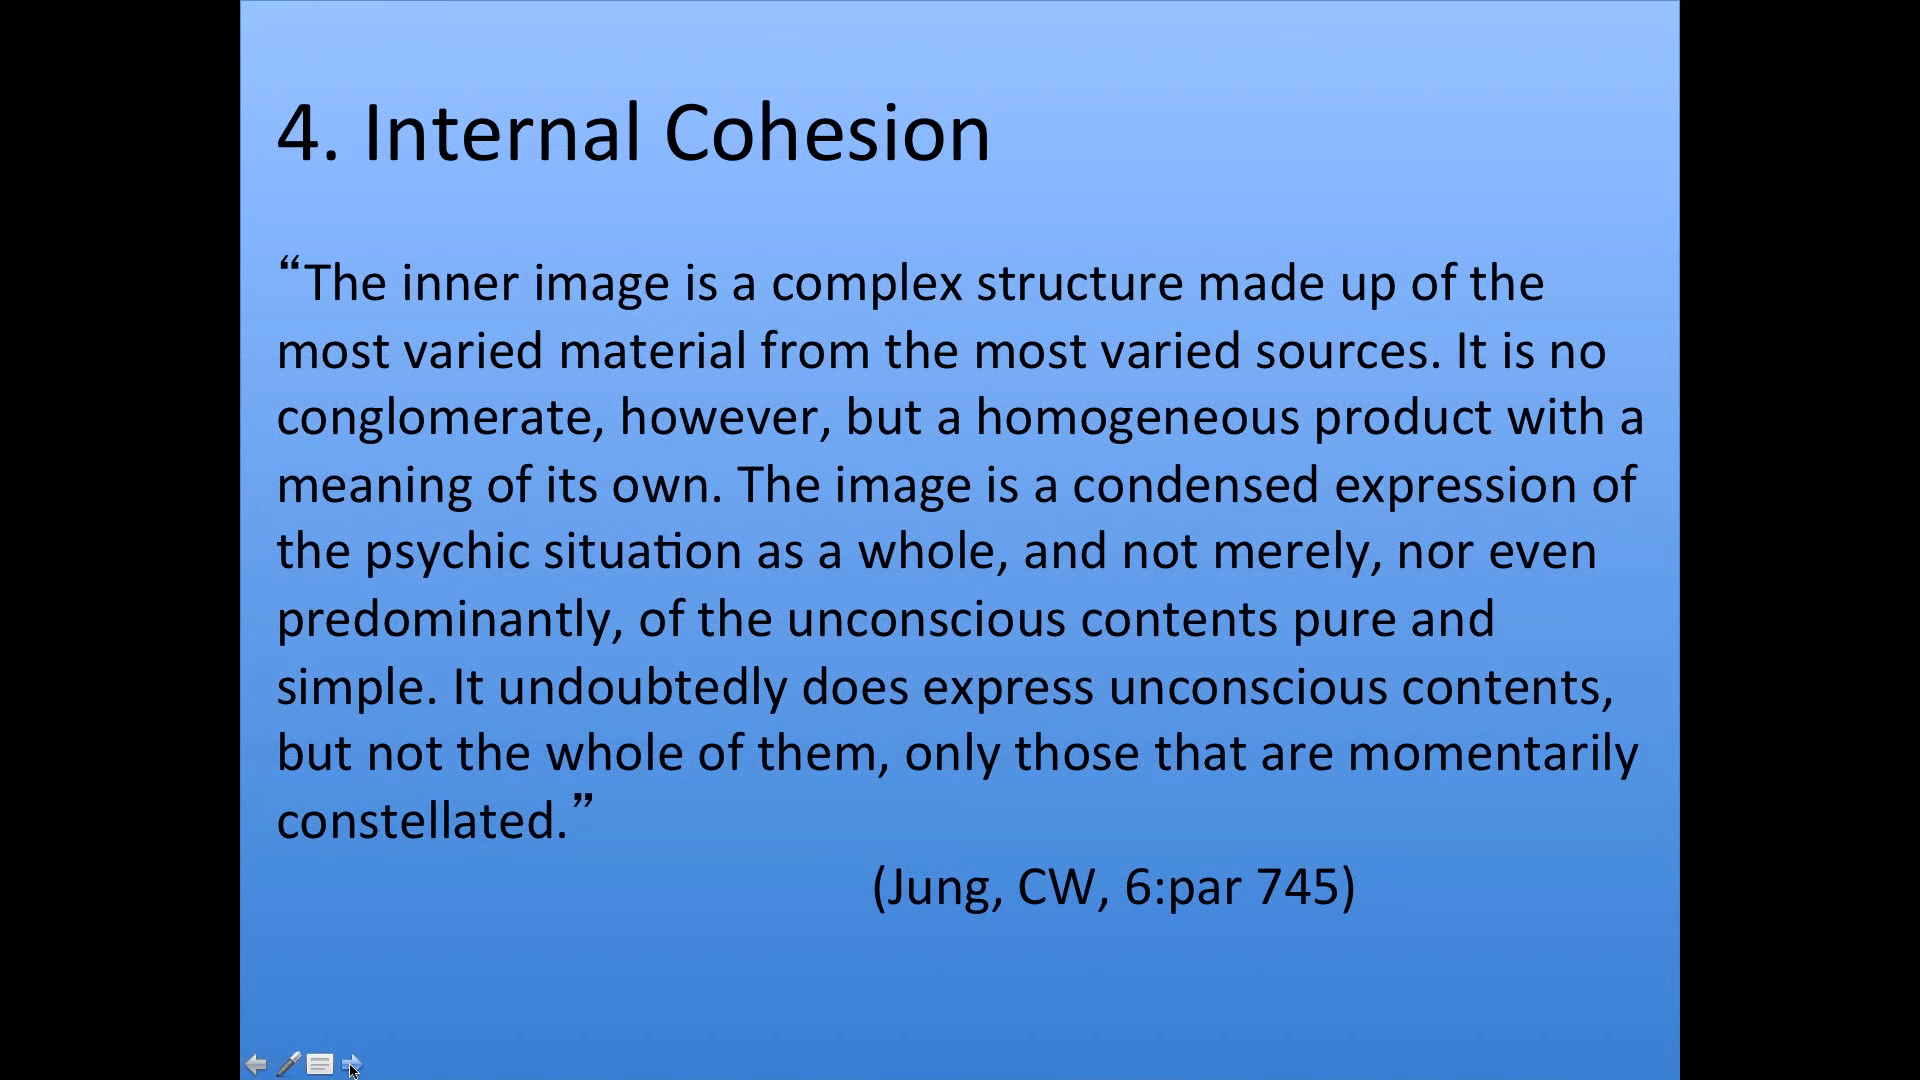 4. Internal Cohesion
“The inner image is a complex structure made up of the
most varied material from the most varied sources. It is no
conglomerate, however, but a homogeneous product with a
meaning of its own. The image is a condensed expression of
the psychic situation as a whole, and not merely, nor even
predominantly, of the unconscious contents pure and
simple. It undoubtedly does express unconscious contents,
but not the whole of them, only those that are momentarily
constellated.”
(Jung, CW, 6:par 745)